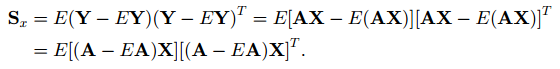 S_x = E(Y − EY)(Y − EY)^T = E[AX − E(AX)][AX − E(AX)]^T
= E[(A − EA)X][(A − EA)X]^T.